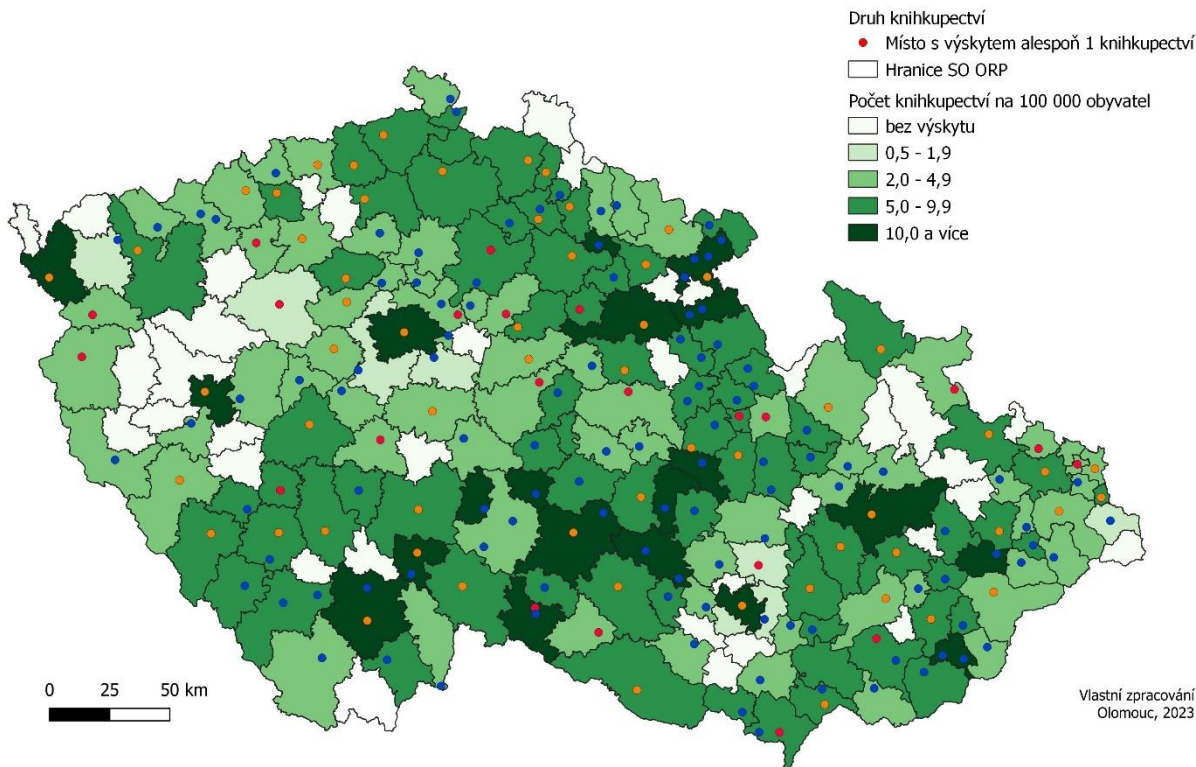 Druh knihkupectví
Místo s výskytem alespoň 1 knihkupectví
Hranice SO ORP
Počet knihkupectví na 100 000 obyvatel
bez výskytu
0,5 - 1,9
2,0 - 4,9
5,0 - 9,9
10,0 a více
0 25 50 km
Vlastní zpracování
Olomouc, 2023